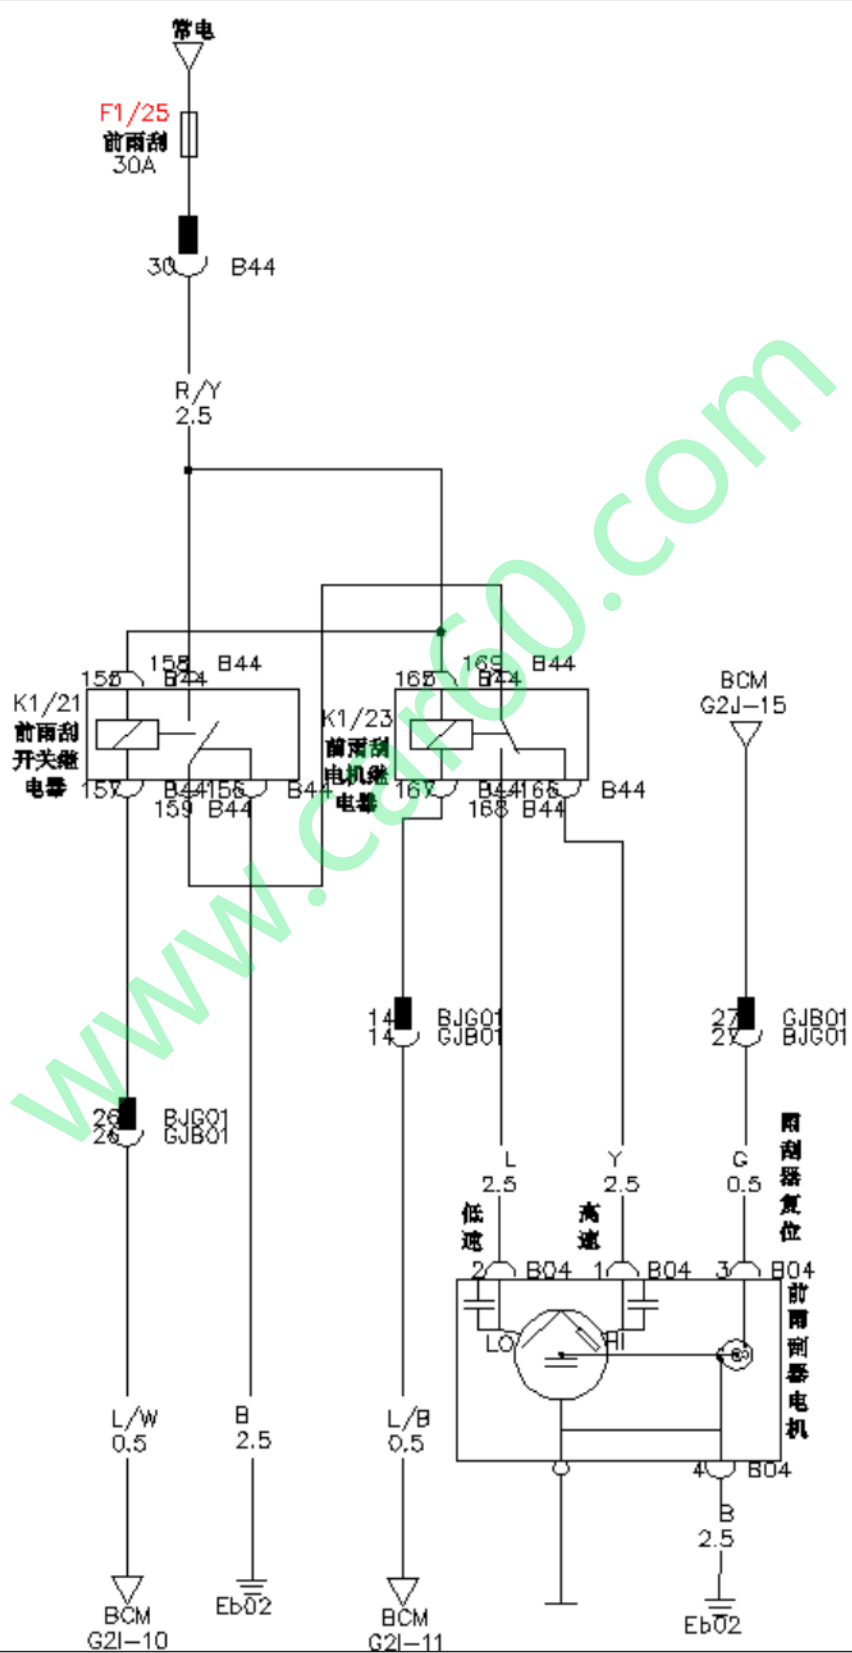 常电
F1/25
前雨刮
30A
30 B44
R/Y
2.5
158 B44
155 B44
K1/21
前雨刮
开关继
电器
157 B44 156 B44
159 B44
169 B44
165 B44
K1/23
前雨刮
电机继
电器
167 B44 166 B44
168 B44
BCM
G2J-15
14 BJG01
14 GJB01
27 GJB01
27 BJG01
26 BJG01
26 GJB01
L
2.5
Y
2.5
G
0.5
雨刮器复位
低速
高速
2 B04 1 B04 3 B04
前雨刮器电机
LO HI
L/W
0.5
B
2.5
L/B
0.5
4 B04
B
2.5
BCM
G2I-10
Eb02
BCM
G2I-11
Eb02
www.car60.com